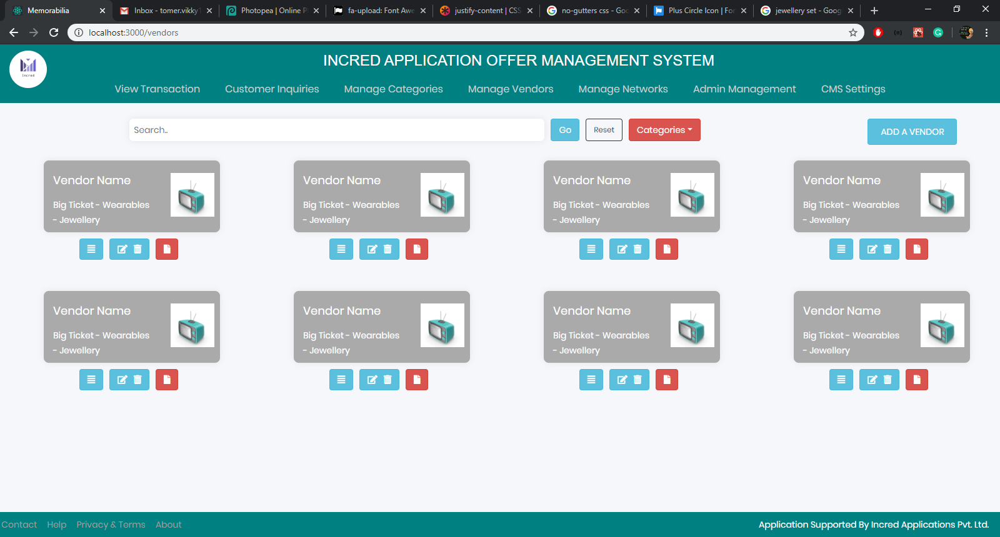 Memorabilia
Inbox - tomer.vikky1
Photopea | Online P
fa-upload: Font Awe
justify-content | CSS
no-gutters css - Goo
Plus Circle Icon | Fon
jewellery set - Goog
localhost:3000/vendors
Incred
INCRED APPLICATION OFFER MANAGEMENT SYSTEM
View Transaction Customer Inquiries Manage Categories Manage Vendors Manage Networks Admin Management CMS Settings
Search..
Go
Reset
Categories
ADD A VENDOR
Vendor Name
Big Ticket - Wearables
- Jewellery
Vendor Name
Big Ticket - Wearables
- Jewellery
Vendor Name
Big Ticket - Wearables
- Jewellery
Vendor Name
Big Ticket - Wearables
- Jewellery
Vendor Name
Big Ticket - Wearables
- Jewellery
Vendor Name
Big Ticket - Wearables
- Jewellery
Vendor Name
Big Ticket - Wearables
- Jewellery
Vendor Name
Big Ticket - Wearables
- Jewellery
Contact Help Privacy & Terms About
Application Supported By Incred Applications Pvt. Ltd.